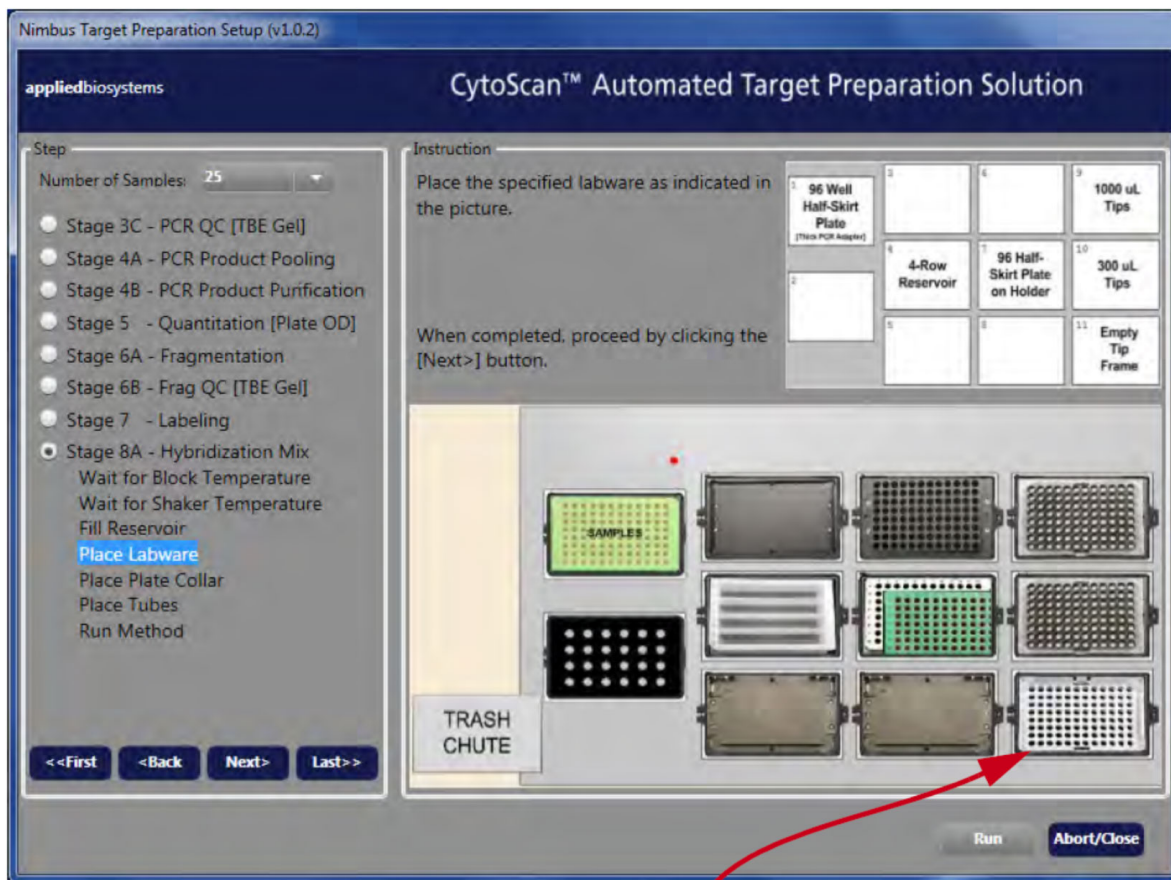 Nimbus Target Preparation Setup (v1.0.2)
appliedbiosystems
CytoScan™ Automated Target Preparation Solution
Step
Number of Samples: 25
Stage 3C - PCR QC [TBE Gel]
Stage 4A - PCR Product Pooling
Stage 4B - PCR Product Purification
Stage 5 - Quantitation [Plate OD]
Stage 6A - Fragmentation
Stage 6B - Frag QC [TBE Gel]
Stage 7 - Labeling
Stage 8A - Hybridization Mix
Wait for Block Temperature
Wait for Shaker Temperature
Fill Reservoir
Place Labware
Place Plate Collar
Place Tubes
Run Method
<<First
<Back
Next>
Last>>
Instruction
Place the specified labware as indicated in
the picture.
When completed, proceed by clicking the
[Next>] button.
1
96 Well
Half-Skirt
Plate
[Thick PCR Adapter]
2
3
4-Row
Reservoir
5
6
7
96 Half-
Skirt Plate
on Holder
8
9
1000 uL
Tips
10
300 uL
Tips
11
Empty
Tip
Frame
SAMPLES
TRASH
CHUTE
Run
Abort/Close